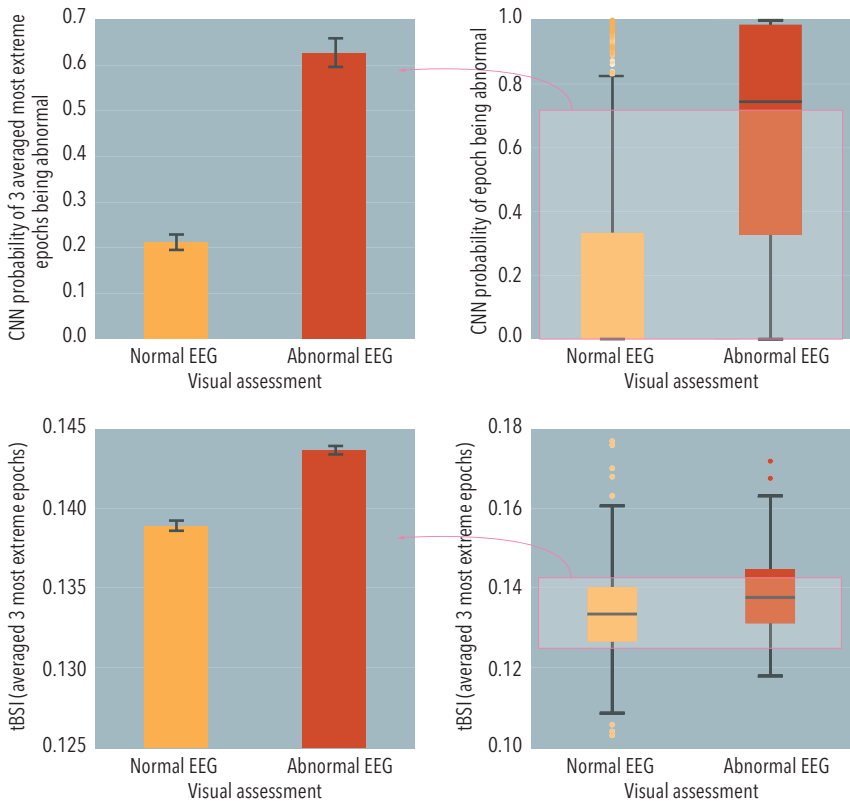 CNN probability of 3 averaged most extreme
epochs being abnormal
0.7
0.6
0.5
0.4
0.3
0.2
0.1
0.0
Normal EEG
Abnormal EEG
Visual assessment
CNN probability of epoch being abnormal
1.0
0.8
0.6
0.4
0.2
0.0
Normal EEG
Abnormal EEG
Visual assessment
tBSI (averaged 3 most extreme epochs)
0.145
0.140
0.135
0.130
0.125
Normal EEG
Abnormal EEG
Visual assessment
tBSI (averaged 3 most extreme epochs)
0.18
0.16
0.14
0.12
0.10
Normal EEG
Abnormal EEG
Visual assessment